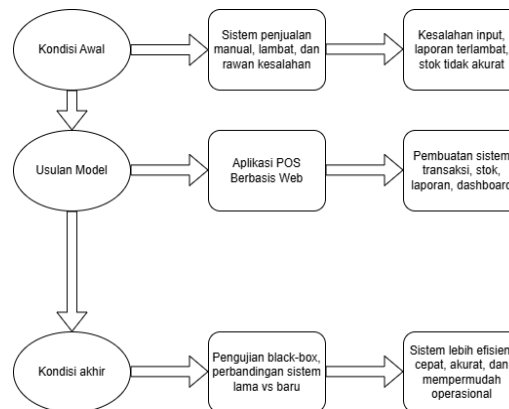 Kondisi Awal
Sistem penjualan
manual, lambat, dan
rawan kesalahan
Kesalahan input,
laporan terlambat,
stok tidak akurat
Usulan Model
Aplikasi POS
Berbasis Web
Pembuatan sistem
transaksi, stok,
laporan, dashboard
Kondisi akhir
Pengujian black-box,
perbandingan sistem
lama vs baru
Sistem lebih efisien
cepat, akurat, dan
mempermudah
operasional